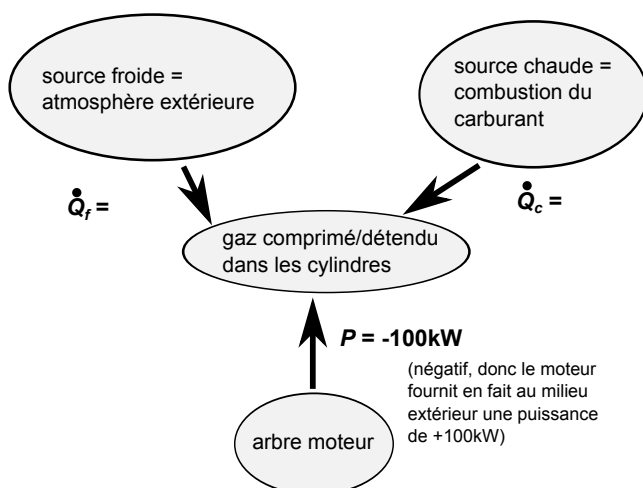 source froide =
atmosphère extérieure
source chaude =
combustion du
carburant
Q̇f =
Q̇c =
gaz comprimé/détendu
dans les cylindres
P = -100kW
(négatif, donc le moteur
fournit en fait au milieu
extérieur une puissance
de +100kW)
arbre moteur